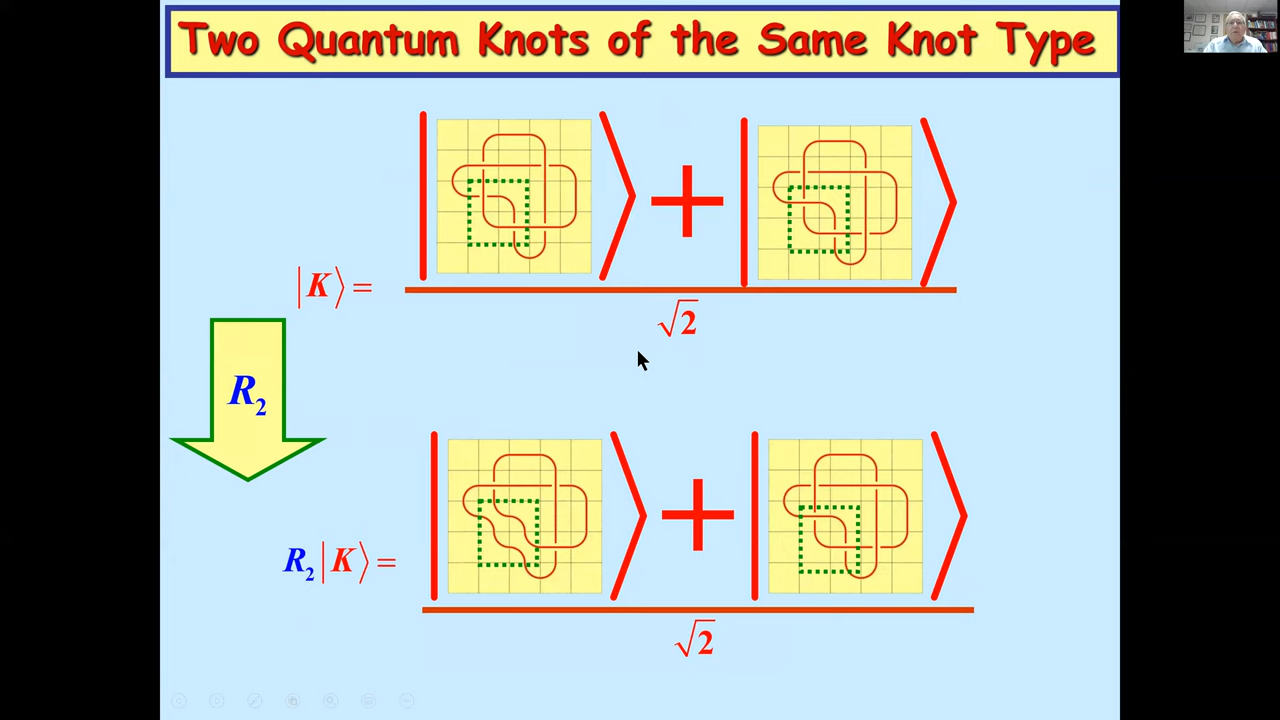 Two Quantum Knots of the Same Knot Type
+
|K⟩ =
√2
R₂
+
R₂|K⟩ =
√2